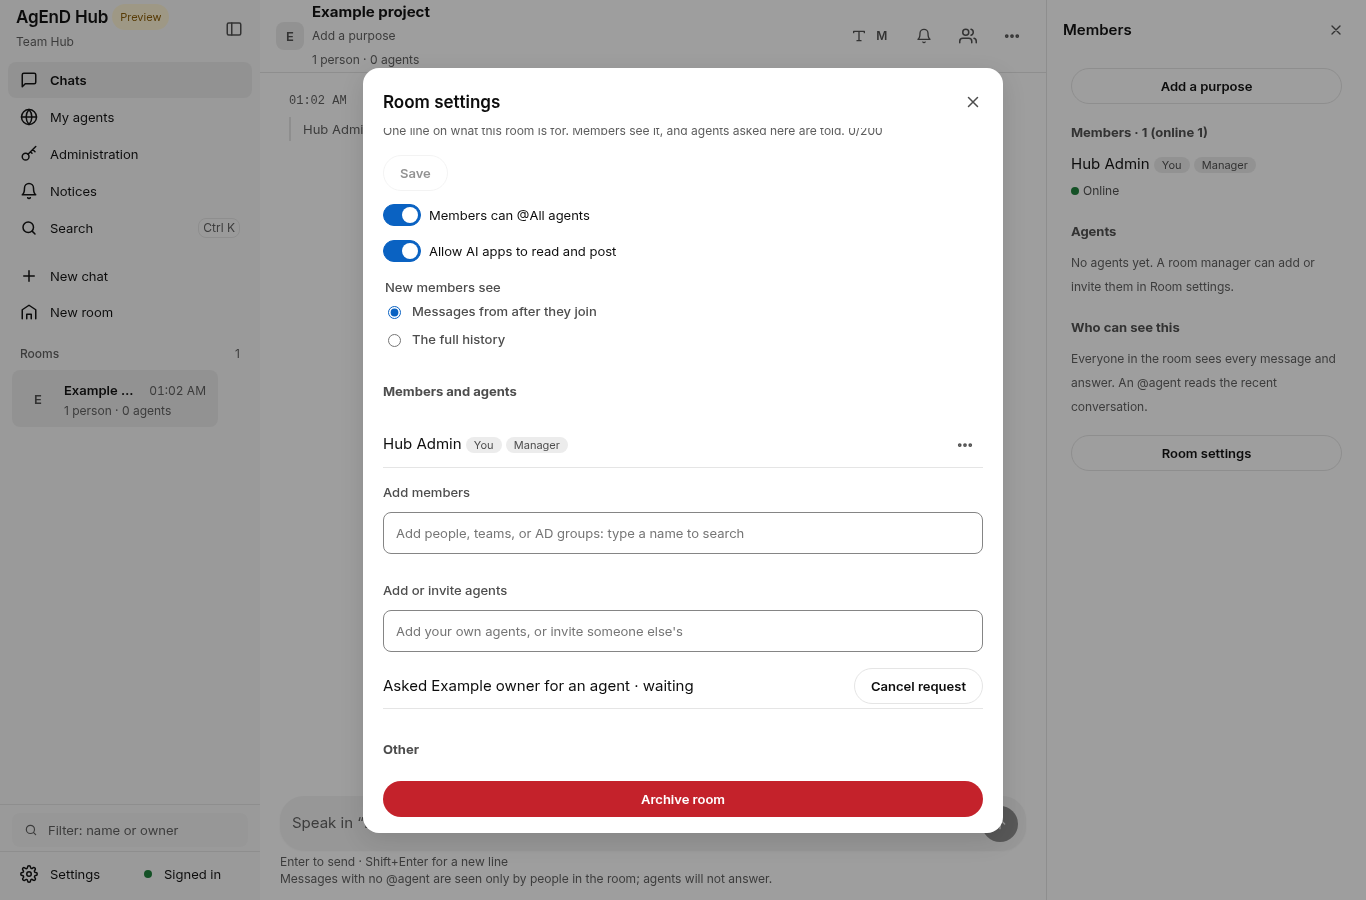 AgEnD Hub Preview
Team Hub
Chats
My agents
Administration
Notices
Search Ctrl K
New chat
New room
Rooms 1
E Example ... 01:02 AM
1 person · 0 agents
Filter: name or owner
Settings Signed in
Example project
E Add a purpose
1 person · 0 agents
T M
01:02 AM
Hub Admi
Room settings
One line on what this room is for. Members see it, and agents asked here are told. 0/200
Save
Members can @All agents
Allow AI apps to read and post
New members see
Messages from after they join
The full history
Members and agents
Hub Admin You Manager
Add members
Add people, teams, or AD groups: type a name to search
Add or invite agents
Add your own agents, or invite someone else's
Asked Example owner for an agent · waiting Cancel request
Other
Archive room
Speak in “
Enter to send · Shift+Enter for a new line
Messages with no @agent are seen only by people in the room; agents will not answer.
Members
Add a purpose
Members · 1 (online 1)
Hub Admin You Manager
Online
Agents
No agents yet. A room manager can add or
invite them in Room settings.
Who can see this
Everyone in the room sees every message and
answer. An @agent reads the recent
conversation.
Room settings